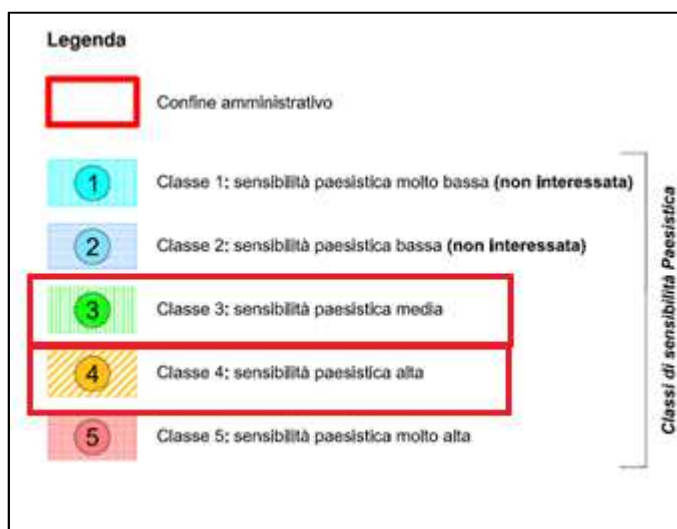 Legenda
Confine amministrativo
1 Classe 1: sensibilità paesistica molto bassa (non interessata)
2 Classe 2: sensibilità paesistica bassa (non interessata)
3 Classe 3: sensibilità paesistica media
4 Classe 4: sensibilità paesistica alta
5 Classe 5: sensibilità paesistica molto alta
Classi di sensibilità Paesistica